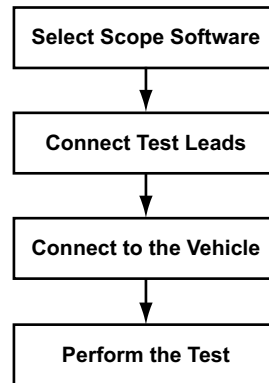 Select Scope Software
Connect Test Leads
Connect to the Vehicle
Perform the Test